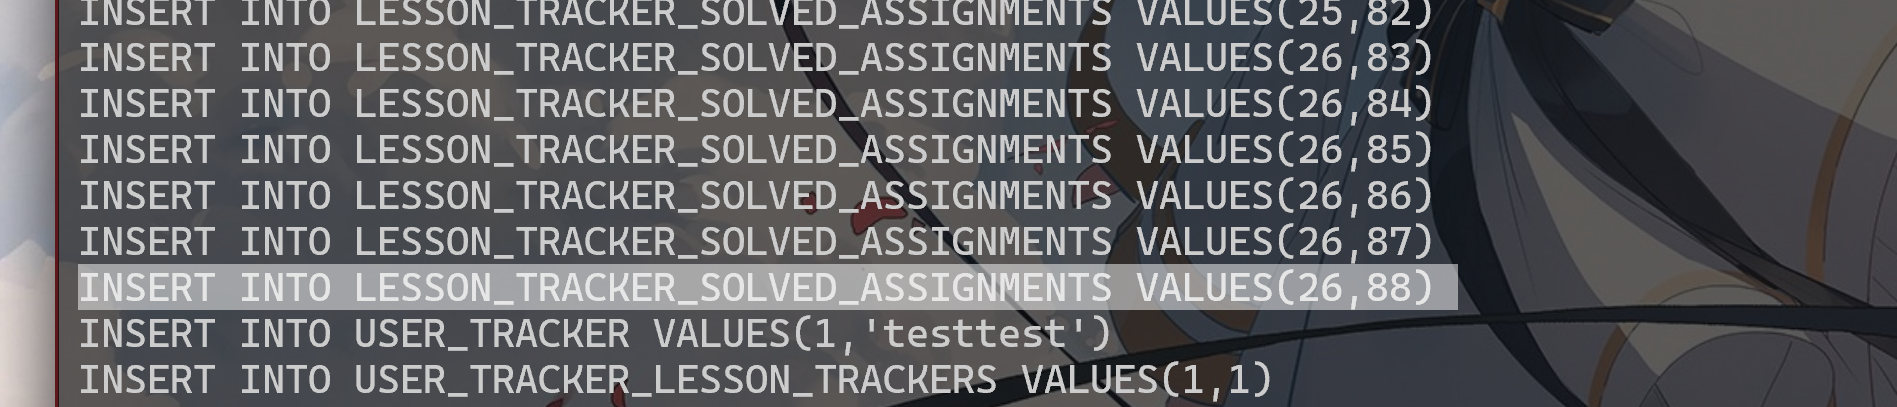 INSERT INTO LESSON_TRACKER_SOLVED_ASSIGNMENTS VALUES(25,82)
INSERT INTO LESSON_TRACKER_SOLVED_ASSIGNMENTS VALUES(26,83)
INSERT INTO LESSON_TRACKER_SOLVED_ASSIGNMENTS VALUES(26,84)
INSERT INTO LESSON_TRACKER_SOLVED_ASSIGNMENTS VALUES(26,85)
INSERT INTO LESSON_TRACKER_SOLVED_ASSIGNMENTS VALUES(26,86)
INSERT INTO LESSON_TRACKER_SOLVED_ASSIGNMENTS VALUES(26,87)
INSERT INTO LESSON_TRACKER_SOLVED_ASSIGNMENTS VALUES(26,88)
INSERT INTO USER_TRACKER VALUES(1,'testtest')
INSERT INTO USER_TRACKER_LESSON_TRACKERS VALUES(1,1)